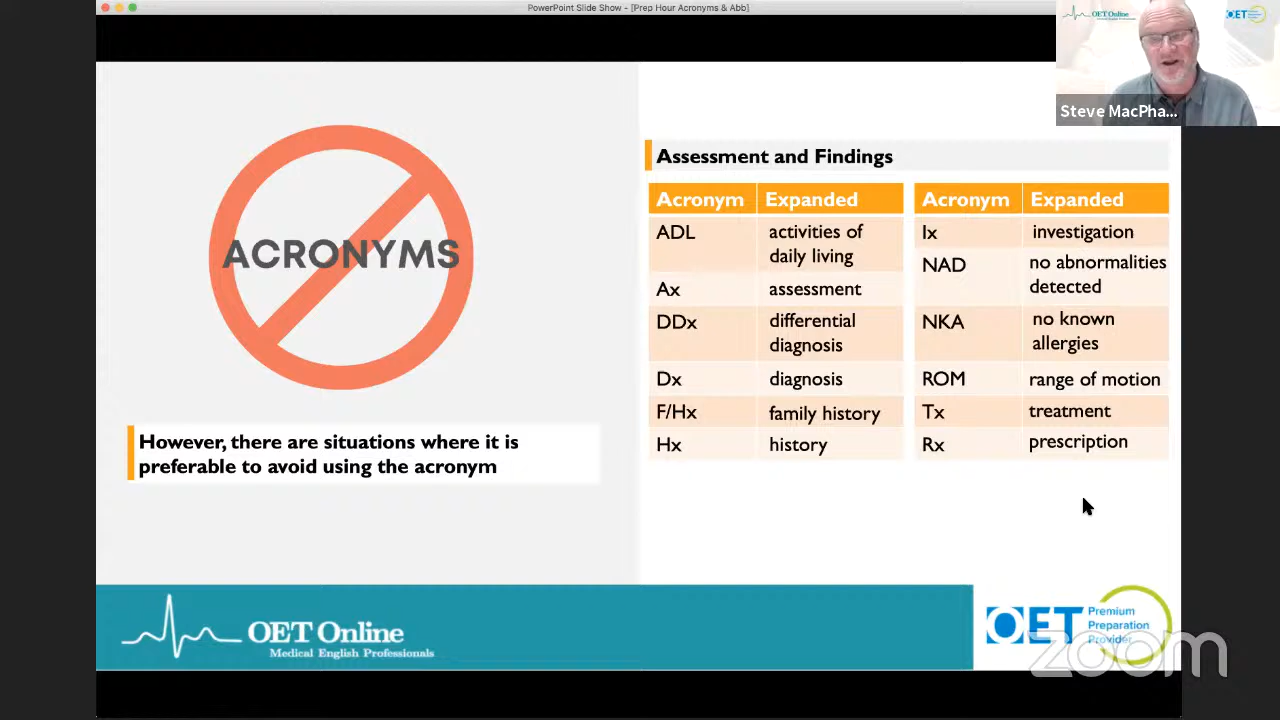 PowerPoint Slide Show - [Prep Hour Acronyms & Abb]
OET Online
OET
Steve MacPha...
ACRONYMS
However, there are situations where it is
preferable to avoid using the acronym
Assessment and Findings
Acronym Expanded
ADL activities of
daily living
Ax assessment
DDx differential
diagnosis
Dx diagnosis
F/Hx family history
Hx history
Acronym Expanded
Ix investigation
NAD no abnormalities
detected
NKA no known
allergies
ROM range of motion
Tx treatment
Rx prescription
OET Online
Medical English Professionals
OET Premium
Preparation
Provider
zoom